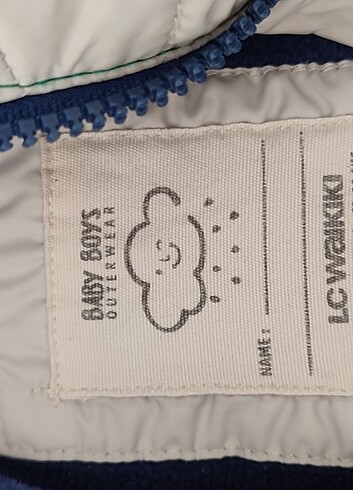 BABY BOYS
OUTERWEAR
NAME :
LC WAIKIKI